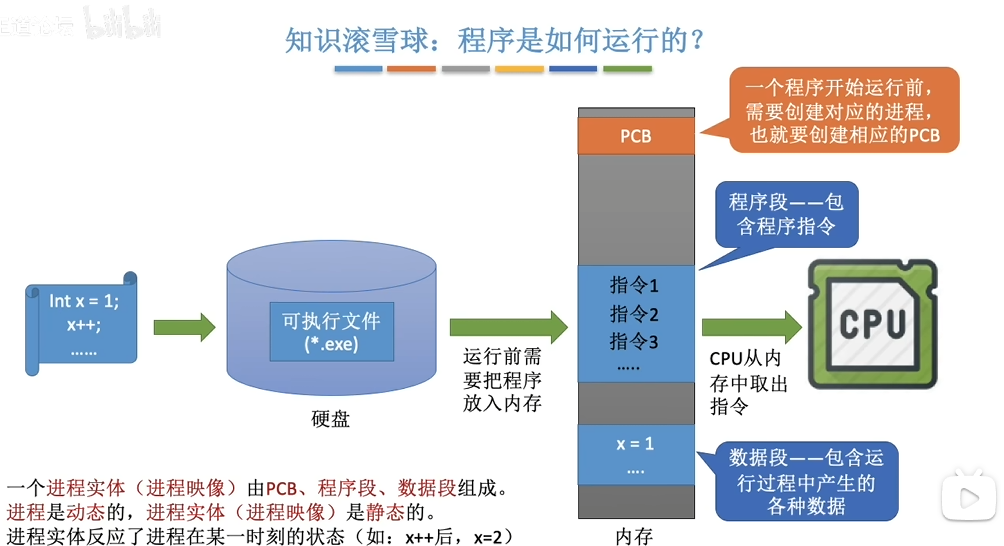 bilibili
知识滚雪球：程序是如何运行的？
一个程序开始运行前，
需要创建对应的进程，
也就要创建相应的PCB
PCB
程序段——包
含程序指令
Int x = 1;
x++;
……
可执行文件
(*.exe)
硬盘
运行前需
要把程序
放入内存
指令1
指令2
指令3
…..
CPU从内
存中取出
指令
CPU
x = 1
….
数据段——包含运
行过程中产生的
各种数据
内存
一个进程实体（进程映像）由PCB、程序段、数据段组成。
进程是动态的，进程实体（进程映像）是静态的。
进程实体反应了进程在某一时刻的状态（如：x++后，x=2）